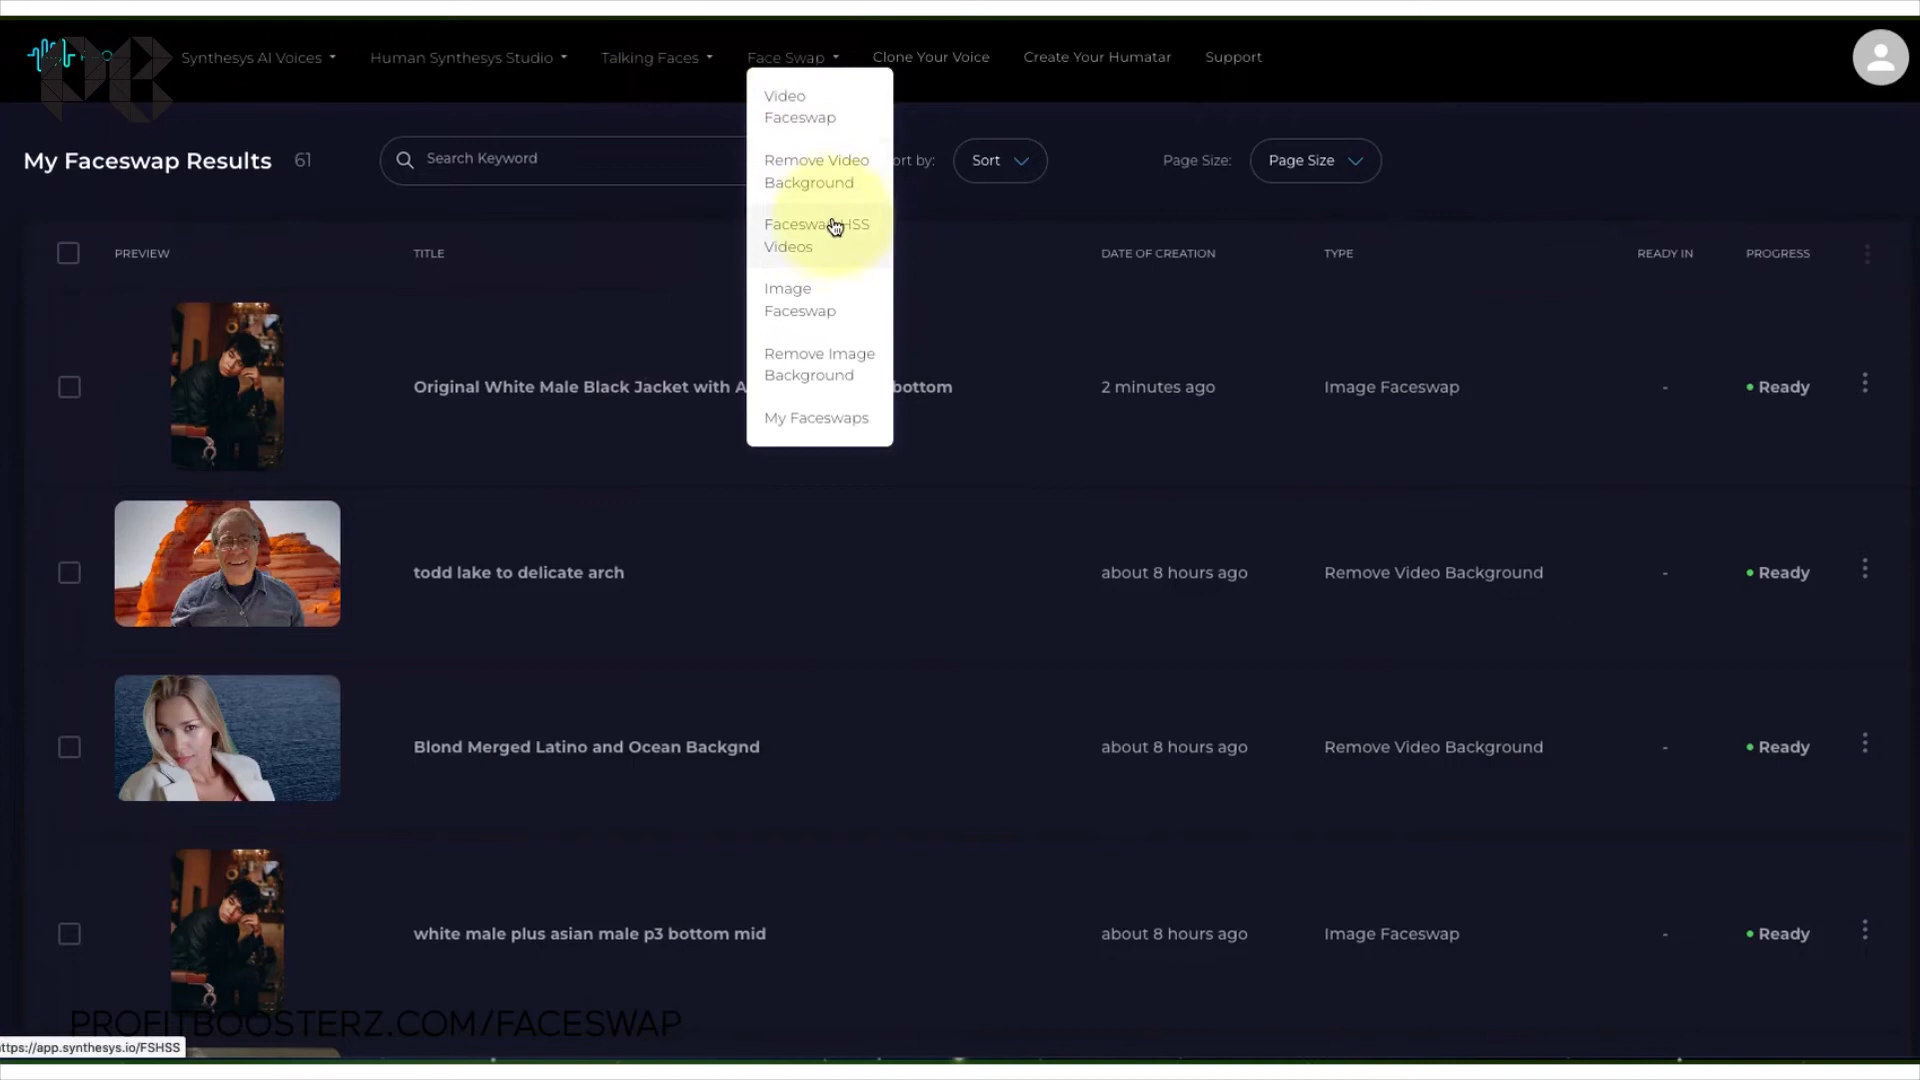 Synthesys AI Voices
Human Synthesys Studio
Talking Faces
Face Swap
Clone Your Voice
Create Your Humatar
Support
Video
Faceswap
Remove Video
Background
Videos
Image
Faceswap
Remove Image
Background
My Faceswaps
My Faceswap Results 61
Search Keyword
by:
Sort
Page Size:
Page Size
PREVIEW
TITLE
DATE OF CREATION
TYPE
READY IN
PROGRESS
Original White Male Black Jacket with bottom
2 minutes ago
Image Faceswap
-
Ready
todd lake to delicate arch
about 8 hours ago
Remove Video Background
-
Ready
Blond Merged Latino and Ocean Backgnd
about 8 hours ago
Remove Video Background
-
Ready
white male plus asian male p3 bottom mid
about 8 hours ago
Image Faceswap
-
Ready
PROFITBOOSTERZ.COM/FACESWAP
ttps://app.synthesys.io/FSHSS